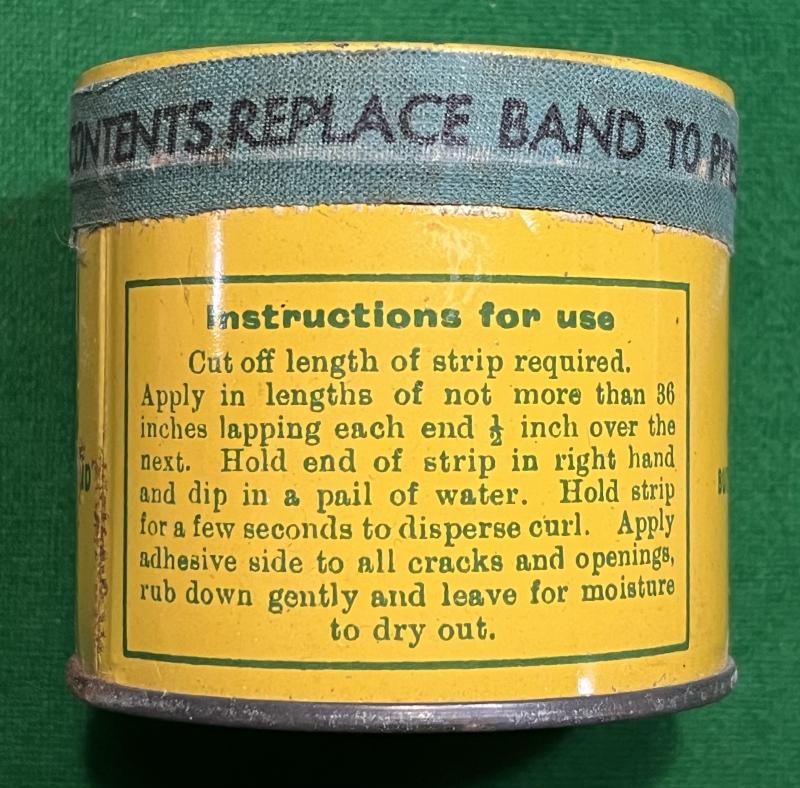 CONTENTS REPLACE BAND TO
Instructions for use
Cut off length of strip required.
Apply in lengths of not more than 36
inches lapping each end ½ inch over the
next. Hold end of strip in right hand
and dip in a pail of water. Hold strip
for a few seconds to disperse curl. Apply
adhesive side to all cracks and openings,
rub down gently and leave for moisture
to dry out.